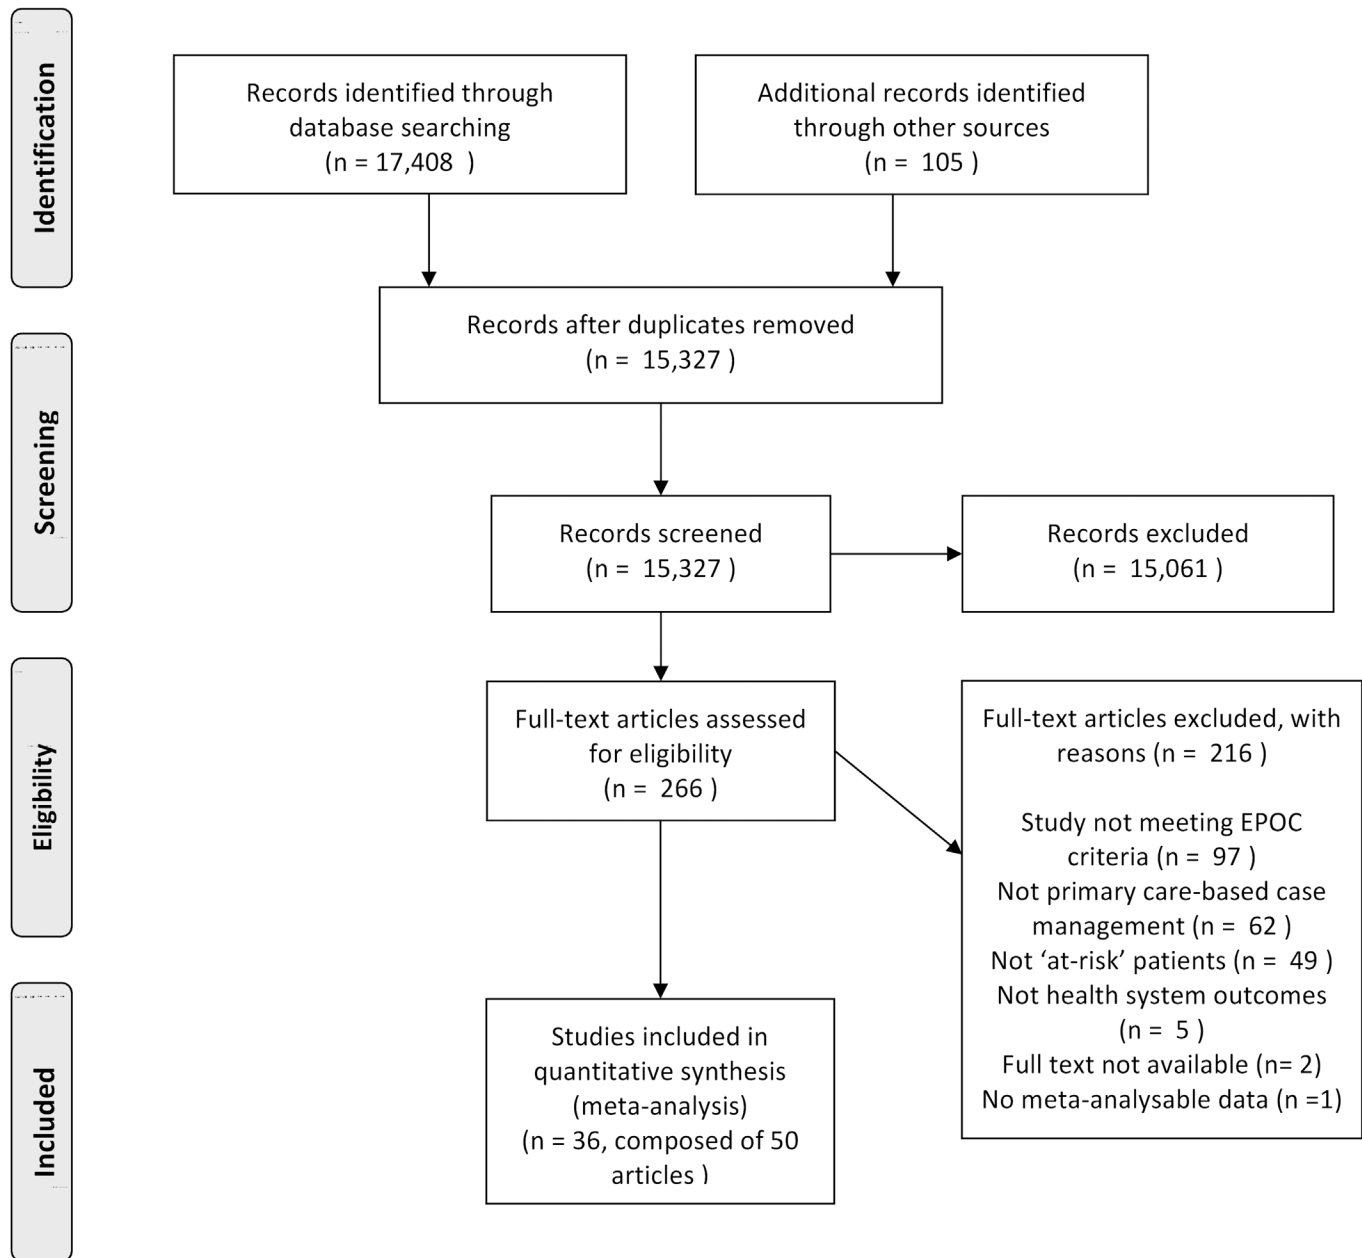 Identification
Records identified through
database searching
(n = 17,408 )
Additional records identified
through other sources
(n = 105 )
Records after duplicates removed
(n = 15,327 )
Screening
Records screened
(n = 15,327 )
Records excluded
(n = 15,061 )
Eligibility
Full-text articles assessed
for eligibility
(n = 266 )
Full-text articles excluded, with
reasons (n = 216 )
Study not meeting EPOC
criteria (n = 97 )
Not primary care-based case
management (n = 62 )
Not ‘at-risk’ patients (n = 49 )
Not health system outcomes
(n = 5 )
Full text not available (n= 2)
No meta-analysable data (n =1)
Included
Studies included in
quantitative synthesis
(meta-analysis)
(n = 36, composed of 50
articles )